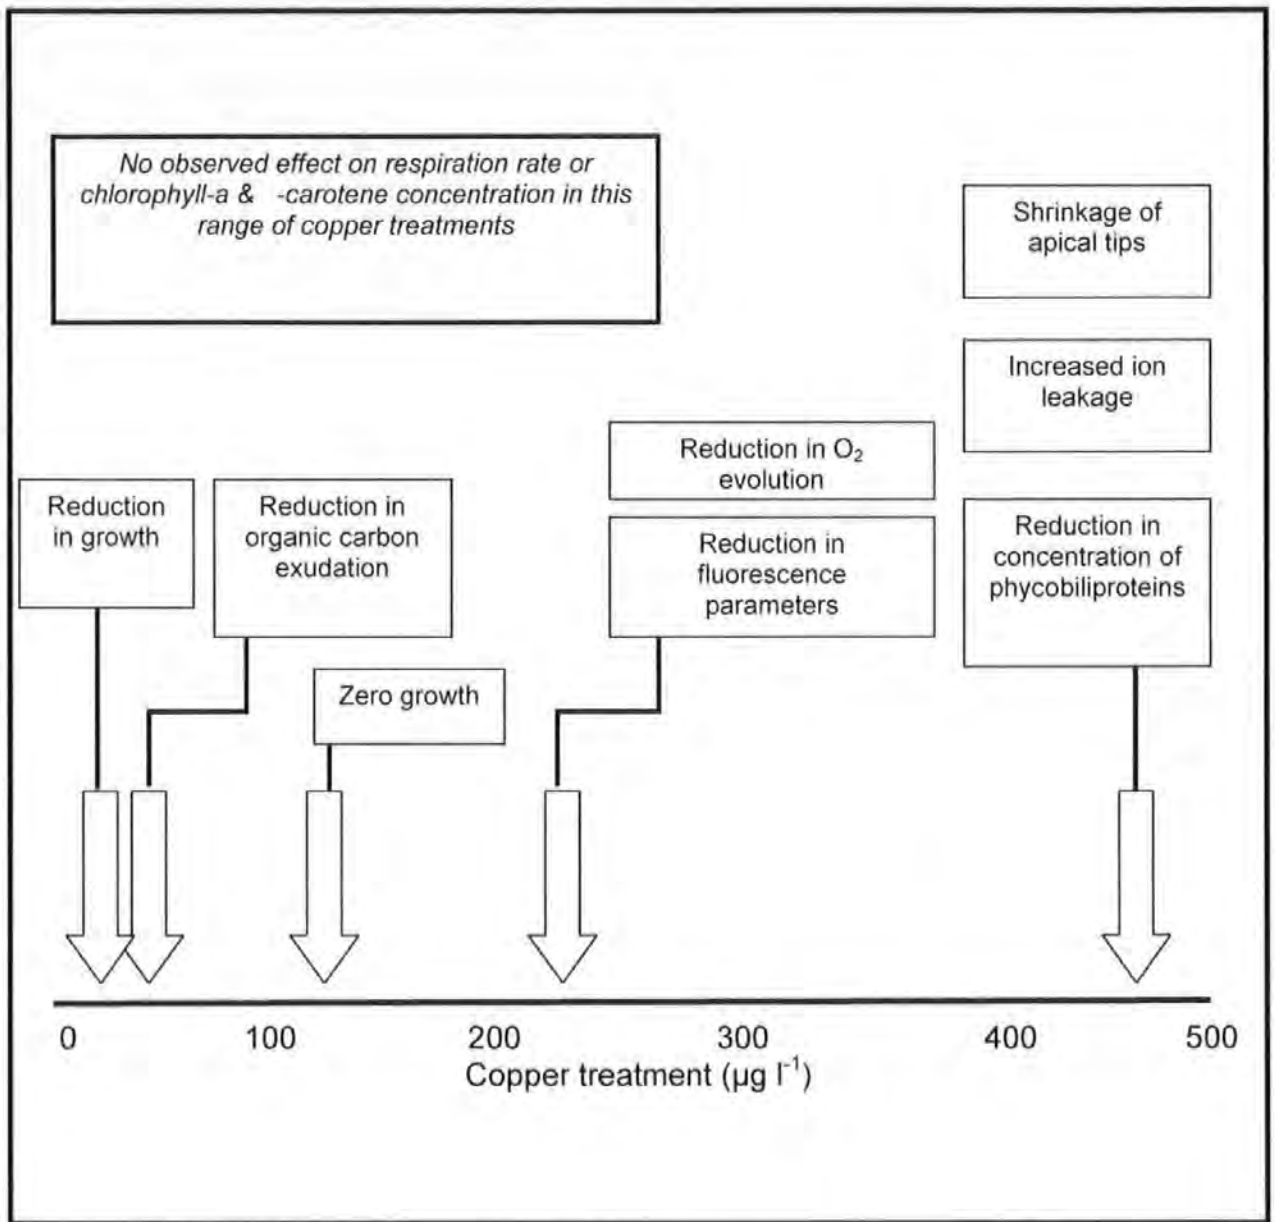 No observed effect on respiration rate or
chlorophyll-a & -carotene concentration in this
range of copper treatments
Shrinkage of
apical tips
Increased ion
leakage
Reduction in O₂
evolution
Reduction
in growth
Reduction in
organic carbon
exudation
Reduction in
fluorescence
parameters
Reduction in
concentration of
phycobiliproteins
Zero growth
0 100 200 300 400 500
Copper treatment (µg l⁻¹)